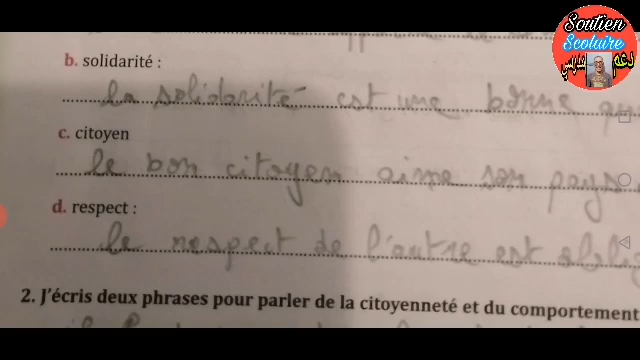 Soutien
Scolaire
دعم
b. solidarité :
la solidarité est une bonne
c. citoyen
le bon citoyen aime son pays
d. respect :
le respect de l'autre est
2. J'écris deux phrases pour parler de la citoyenneté et du comportement